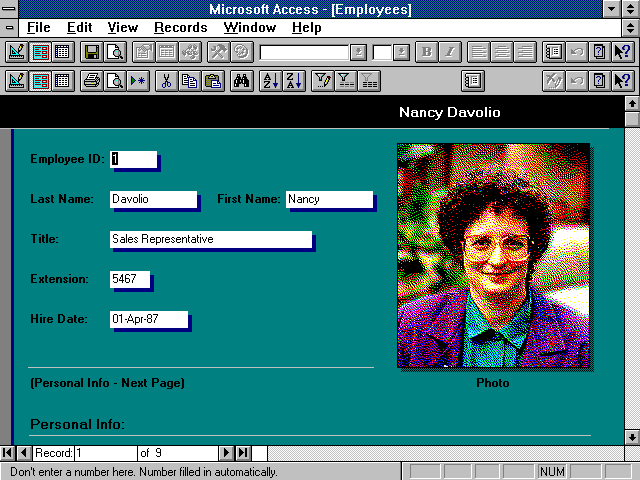 Microsoft Access - [Employees]
File Edit View Records Window Help
B I
A Z Z A
Nancy Davolio
Employee ID: 1
Last Name: Davolio First Name: Nancy
Title: Sales Representative
Extension: 5467
Hire Date: 01-Apr-87
(Personal Info - Next Page)
Photo
Personal Info:
Record: 1 of 9
Don't enter a number here. Number filled in automatically.
NUM